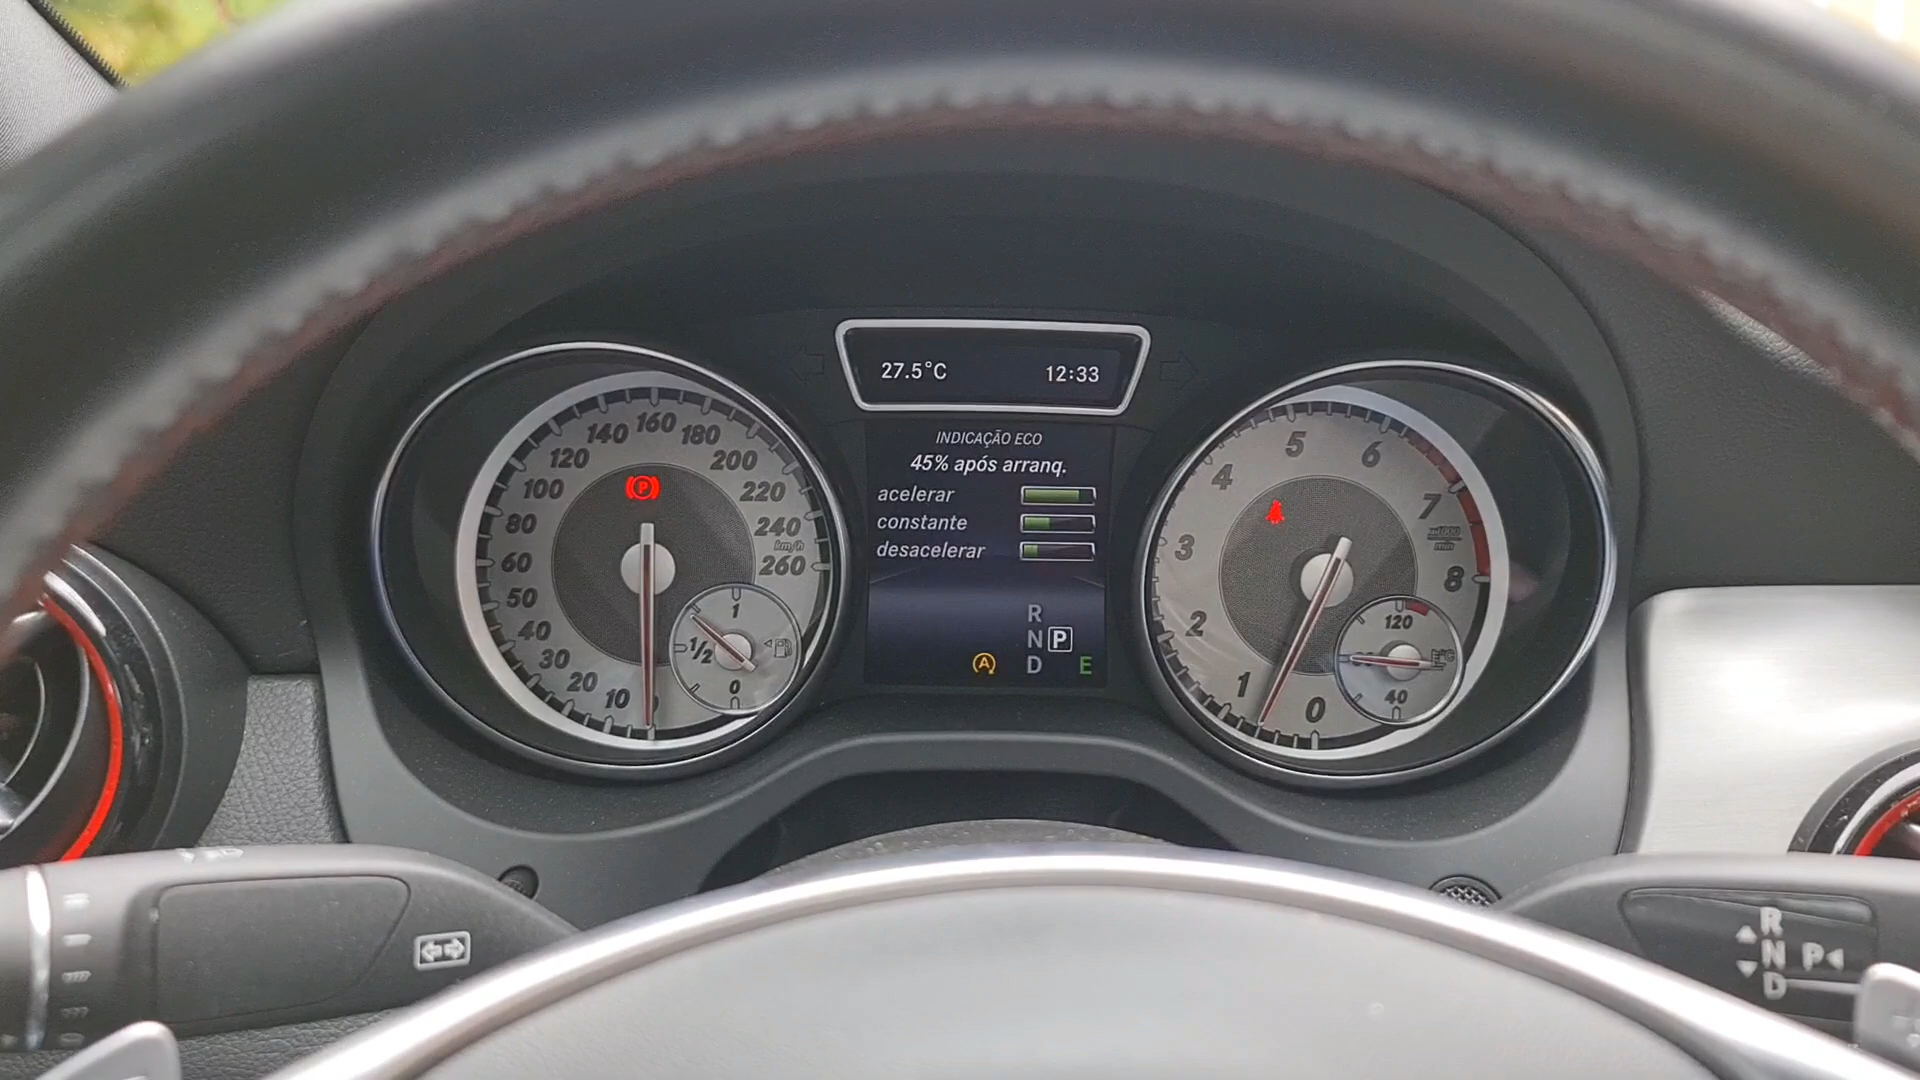 27.5°C 12:33
INDICAÇÃO ECO
45% após arranq.
acelerar
constante
desacelerar
R
N P
D E
A
10
20
30
40
50
60
80
100
120
140
160
180
200
220
240
260
km/h
P
1
1/2
0
0
1
2
3
4
5
6
7
8
x1000
min
120
40
°C
R
N P
D